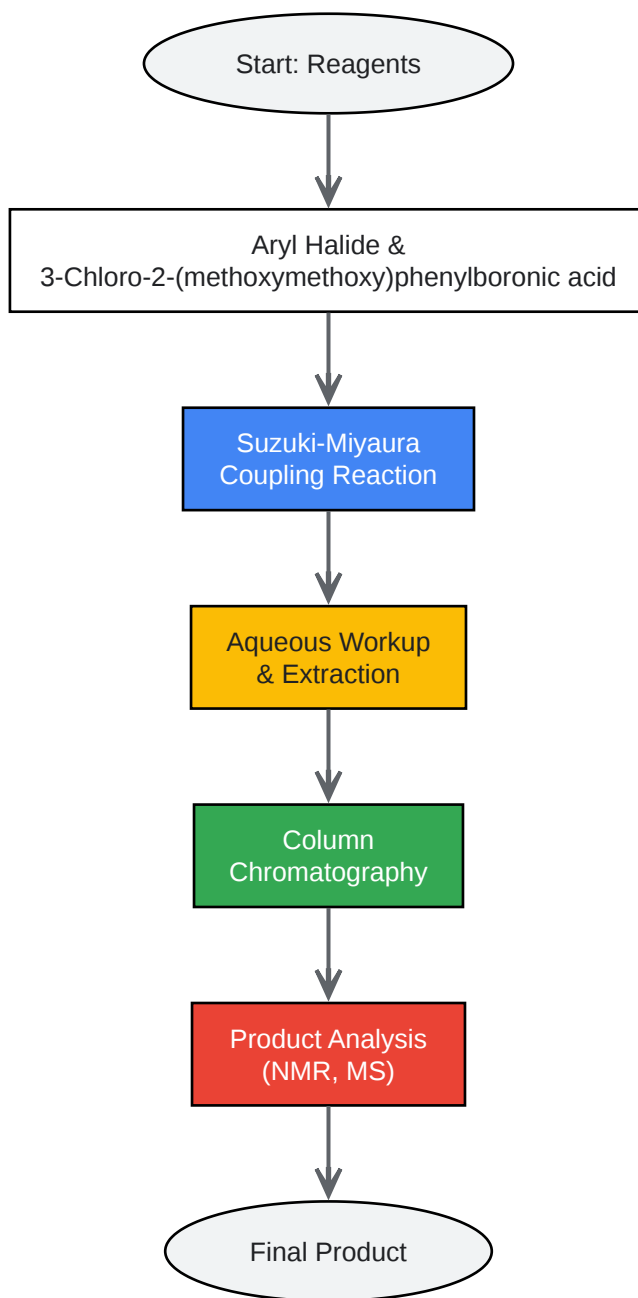 Start: Reagents
Aryl Halide &
3-Chloro-2-(methoxymethoxy)phenylboronic acid
Suzuki-Miyaura
Coupling Reaction
Aqueous Workup
& Extraction
Column
Chromatography
Product Analysis
(NMR, MS)
Final Product